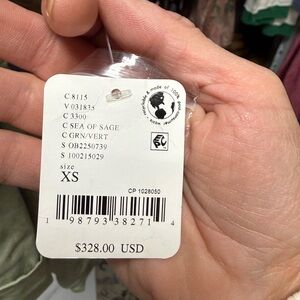 C 8115
V 031835
C 3300
C SEA OF SAGE
C GRN/VERT
S OB2250739
S 100215029
size
XS
CP 1028050
1 98793 38271 4
$328.00 USD